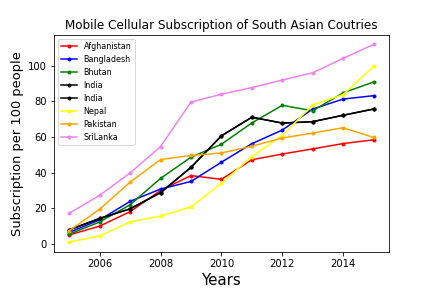 Mobile Cellular Subscription of South Asian Coutries
Subscription per 100 people
100
80
60
40
20
0
Afghanistan
Bangladesh
Bhutan
India
India
Nepal
Pakistan
SriLanka
2006 2008 2010 2012 2014
Years